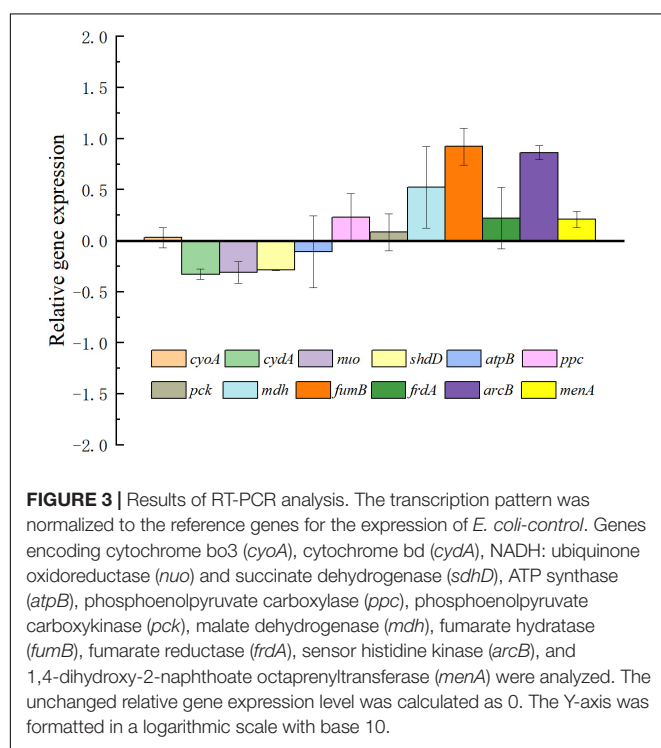 2.0
1.5
1.0
0.5
0.0
-0.5
-1.0
-1.5
-2.0
Relative gene expression
cyoA cydA nuo shdD atpB ppc
pck mdh fumB frdA arcB menA
FIGURE 3 | Results of RT-PCR analysis. The transcription pattern was
normalized to the reference genes for the expression of E. coli-control. Genes
encoding cytochrome bo3 (cyoA), cytochrome bd (cydA), NADH: ubiquinone
oxidoreductase (nuo) and succinate dehydrogenase (sdhD), ATP synthase
(atpB), phosphoenolpyruvate carboxylase (ppc), phosphoenolpyruvate
carboxykinase (pck), malate dehydrogenase (mdh), fumarate hydratase
(fumB), fumarate reductase (frdA), sensor histidine kinase (arcB), and
1,4-dihydroxy-2-naphthoate octaprenyltransferase (menA) were analyzed. The
unchanged relative gene expression level was calculated as 0. The Y-axis was
formatted in a logarithmic scale with base 10.